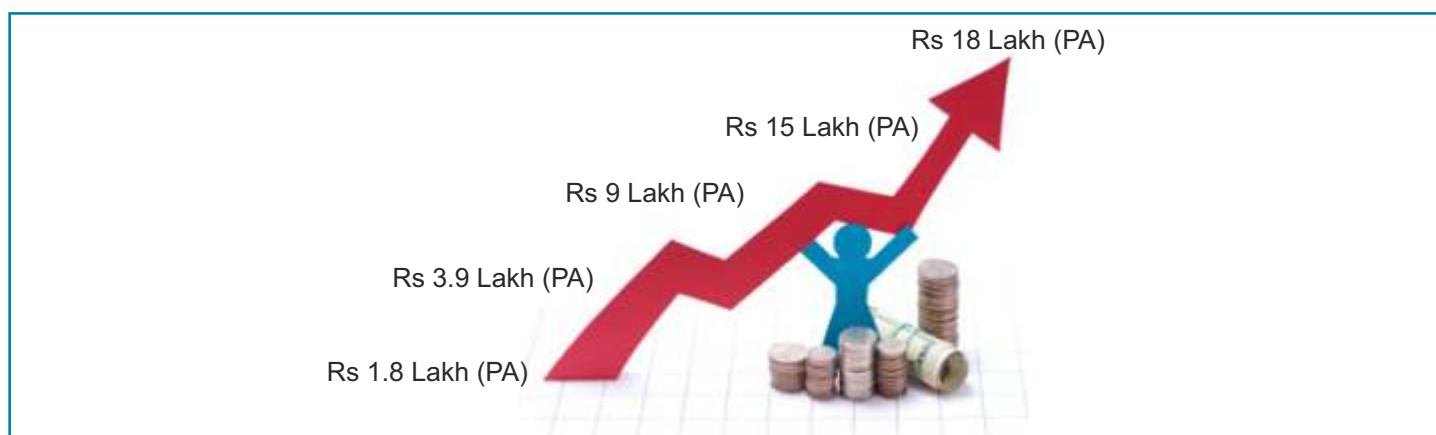 Rs 18 Lakh (PA)
Rs 15 Lakh (PA)
Rs 9 Lakh (PA)
Rs 3.9 Lakh (PA)
Rs 1.8 Lakh (PA)